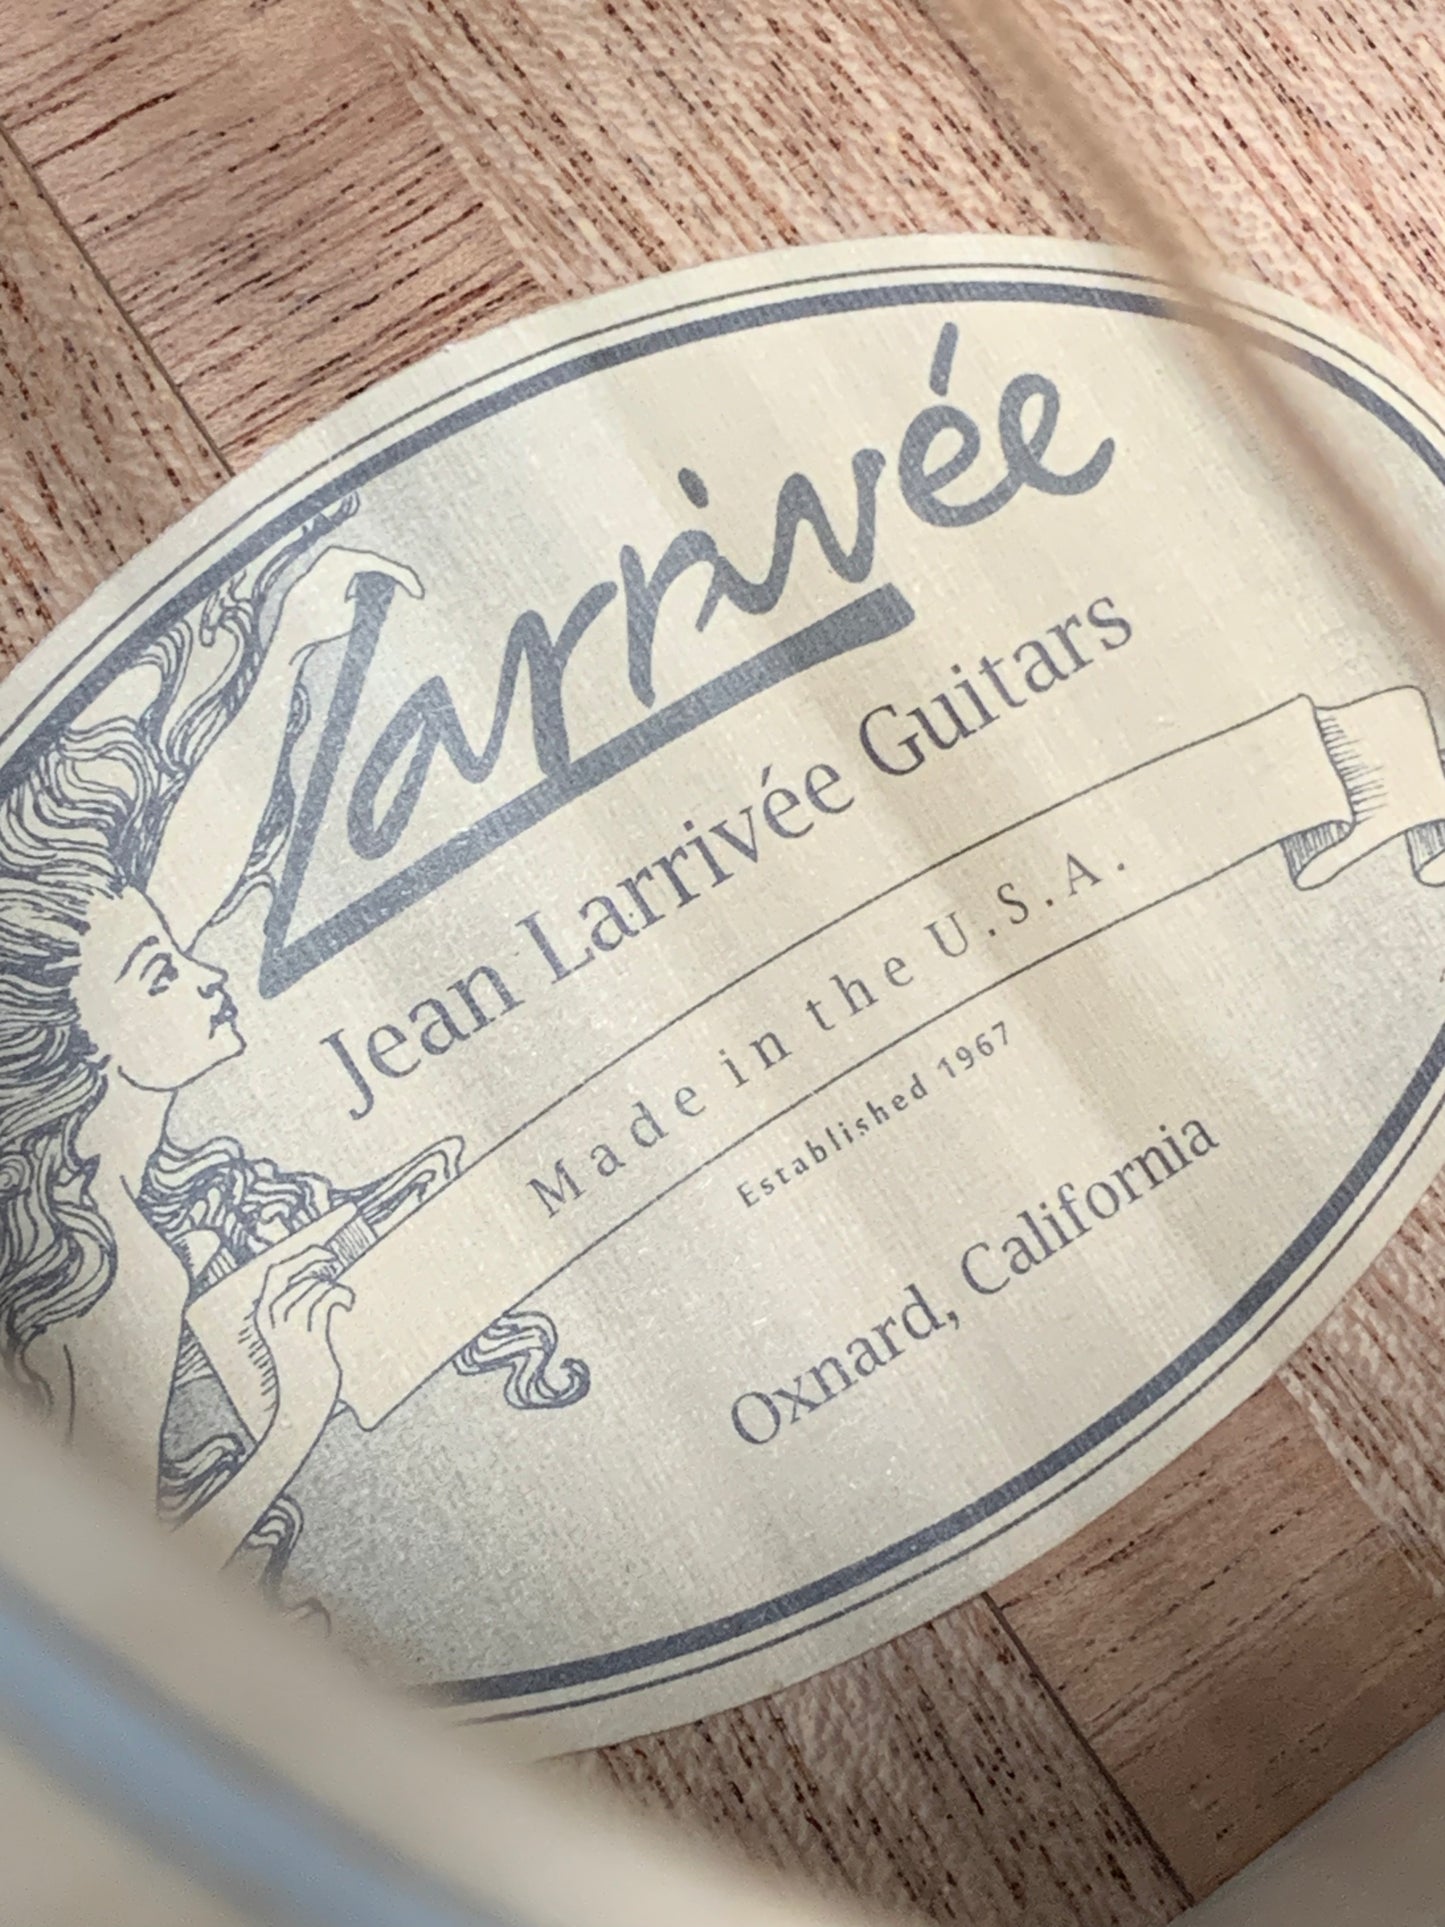 Larrivée
Jean Larrivée Guitars
Made in the U.S.A.
Established 1967
Oxnard, California